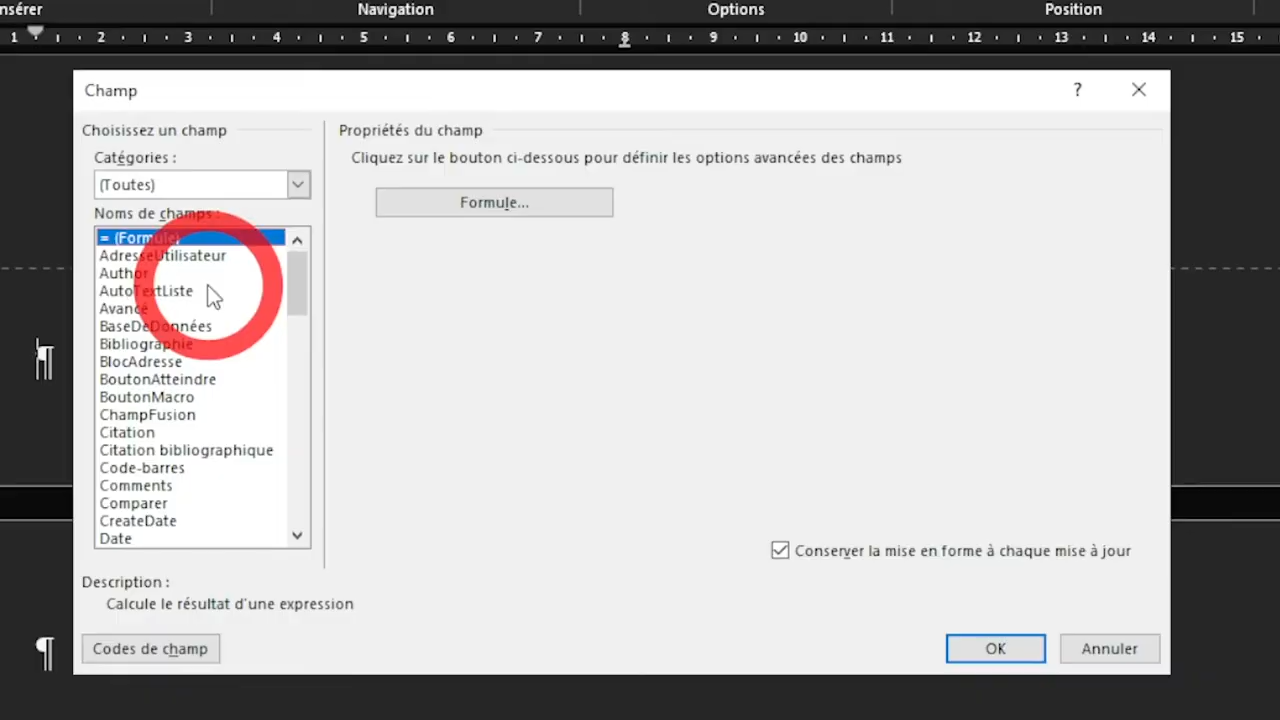 nsérer Navigation Options Position
1 1 2 3 4 5 6 7 8 9 10 11 12 13 14 15
Champ
Choisissez un champ
Catégories :
(Toutes)
Noms de champs :
= (Formule)
AdresseUtilisateur
Author
AutoTextListe
Avancé
BaseDeDonnées
Bibliographie
BlocAdresse
BoutonAtteindre
BoutonMacro
ChampFusion
Citation
Citation bibliographique
Code-barres
Comments
Comparer
CreateDate
Date
Propriétés du champ
Cliquez sur le bouton ci-dessous pour définir les options avancées des champs
Formule...
Conserver la mise en forme à chaque mise à jour
Description :
Calcule le résultat d'une expression
Codes de champ
OK Annuler